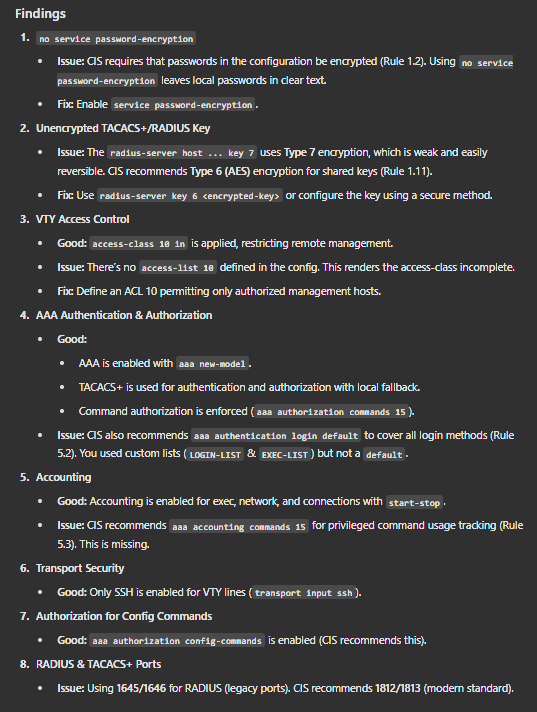 Findings
1. no service password-encryption
• Issue: CIS requires that passwords in the configuration be encrypted (Rule 1.2). Using no service
password-encryption leaves local passwords in clear text.
• Fix: Enable service password-encryption.
2. Unencrypted TACACS+/RADIUS Key
• Issue: The radius-server host ... key 7 uses Type 7 encryption, which is weak and easily
reversible. CIS recommends Type 6 (AES) encryption for shared keys (Rule 1.11).
• Fix: Use radius-server key 6 <encrypted-key> or configure the key using a secure method.
3. VTY Access Control
• Good: access-class 10 in is applied, restricting remote management.
• Issue: There's no access-list 10 defined in the config. This renders the access-class incomplete.
• Fix: Define an ACL 10 permitting only authorized management hosts.
4. AAA Authentication & Authorization
• Good:
• AAA is enabled with aaa new-model.
• TACACS+ is used for authentication and authorization with local fallback.
• Command authorization is enforced (aaa authorization commands 15).
• Issue: CIS also recommends aaa authentication login default to cover all login methods (Rule
5.2). You used custom lists (LOGIN-LIST & EXEC-LIST) but not a default.
5. Accounting
• Good: Accounting is enabled for exec, network, and connections with start-stop.
• Issue: CIS recommends aaa accounting commands 15 for privileged command usage tracking (Rule
5.3). This is missing.
6. Transport Security
• Good: Only SSH is enabled for VTY lines (transport input ssh).
7. Authorization for Config Commands
• Good: aaa authorization config-commands is enabled (CIS recommends this).
8. RADIUS & TACACS+ Ports
• Issue: Using 1645/1646 for RADIUS (legacy ports). CIS recommends 1812/1813 (modern standard).